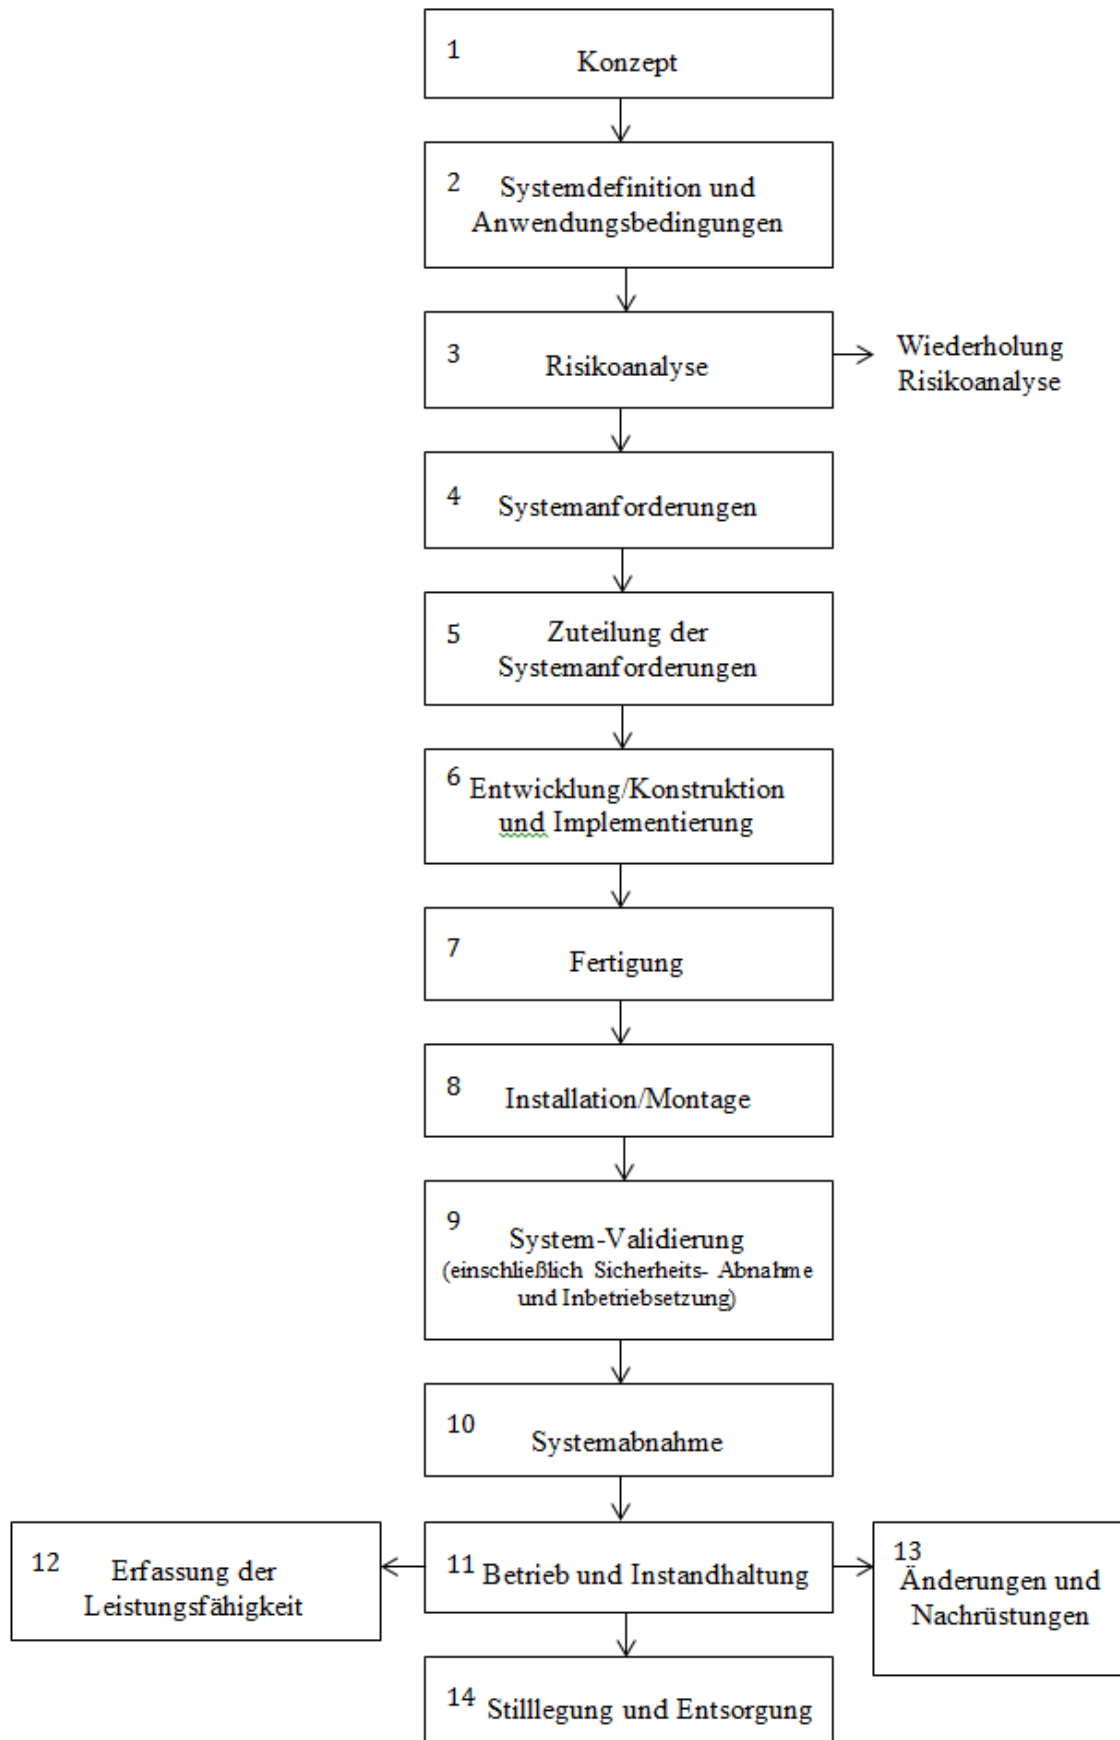 1
Konzept
2
Systemdefinition und
Anwendungsbedingungen
3
Risikoanalyse
Wiederholung
Risikoanalyse
4
Systemanforderungen
5
Zuteilung der
Systemanforderungen
6
Entwicklung/Konstruktion
und Implementierung
7
Fertigung
8
Installation/Montage
9
System-Validierung
(einschließlich Sicherheits- Abnahme
und Inbetriebsetzung)
10
Systemabnahme
12
Erfassung der
Leistungsfähigkeit
11 Betrieb und Instandhaltung
13
Änderungen und
Nachrüstungen
14 Stilllegung und Entsorgung